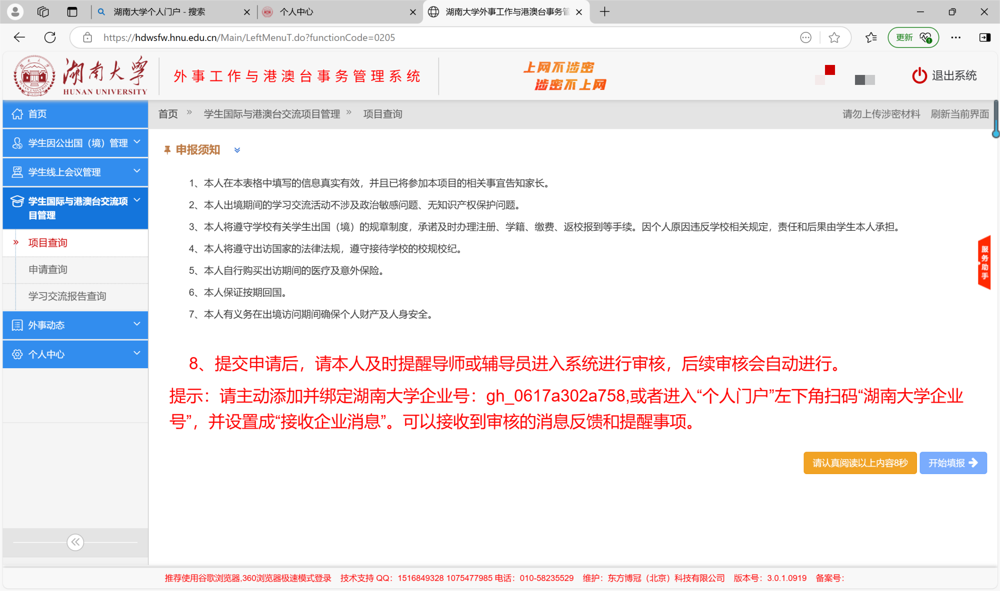 湖南大学个人门户 - 搜索
个人中心
湖南大学外事工作与港澳台事务管
https://hdwsfw.hnu.edu.cn/Main/LeftMenuT.do?functionCode=0205
更新
湖南大学
HUNAN UNIVERSITY
外事工作与港澳台事务管理系统
上网不涉密
涉密不上网
退出系统
首页
学生因公出国（境）管理
学生线上会议管理
学生国际与港澳台交流项
目管理
项目查询
申请查询
学习交流报告查询
外事动态
个人中心
首页 » 学生国际与港澳台交流项目管理 » 项目查询
请勿上传涉密材料 刷新当前界面
申报须知
1、本人在本表格中填写的信息真实有效，并且已将参加本项目的相关事宜告知家长。
2、本人出境期间的学习交流活动不涉及政治敏感问题、无知识产权保护问题。
3、本人将遵守学校有关学生出国（境）的规章制度，承诺及时办理注册、学籍、缴费、返校报到等手续。因个人原因违反学校相关规定，责任和后果由学生本人承担。
4、本人将遵守出访国家的法律法规，遵守接待学校的校规校纪。
5、本人自行购买出访期间的医疗及意外保险。
6、本人保证按期回国。
7、本人有义务在出境访问期间确保个人财产及人身安全。
8、提交申请后，请本人及时提醒导师或辅导员进入系统进行审核，后续审核会自动进行。
提示：请主动添加并绑定湖南大学企业号：gh_0617a302a758,或者进入“个人门户”左下角扫码“湖南大学企业
号”，并设置成“接收企业消息”。可以接收到审核的消息反馈和提醒事项。
请认真阅读以上内容8秒
开始填报
服务助手
推荐使用谷歌浏览器,360浏览器极速模式登录 技术支持 QQ：1516849328 1075477985 电话：010-58235529 维护：东方博冠（北京）科技有限公司 版本号：3.0.1.0919 备案号：